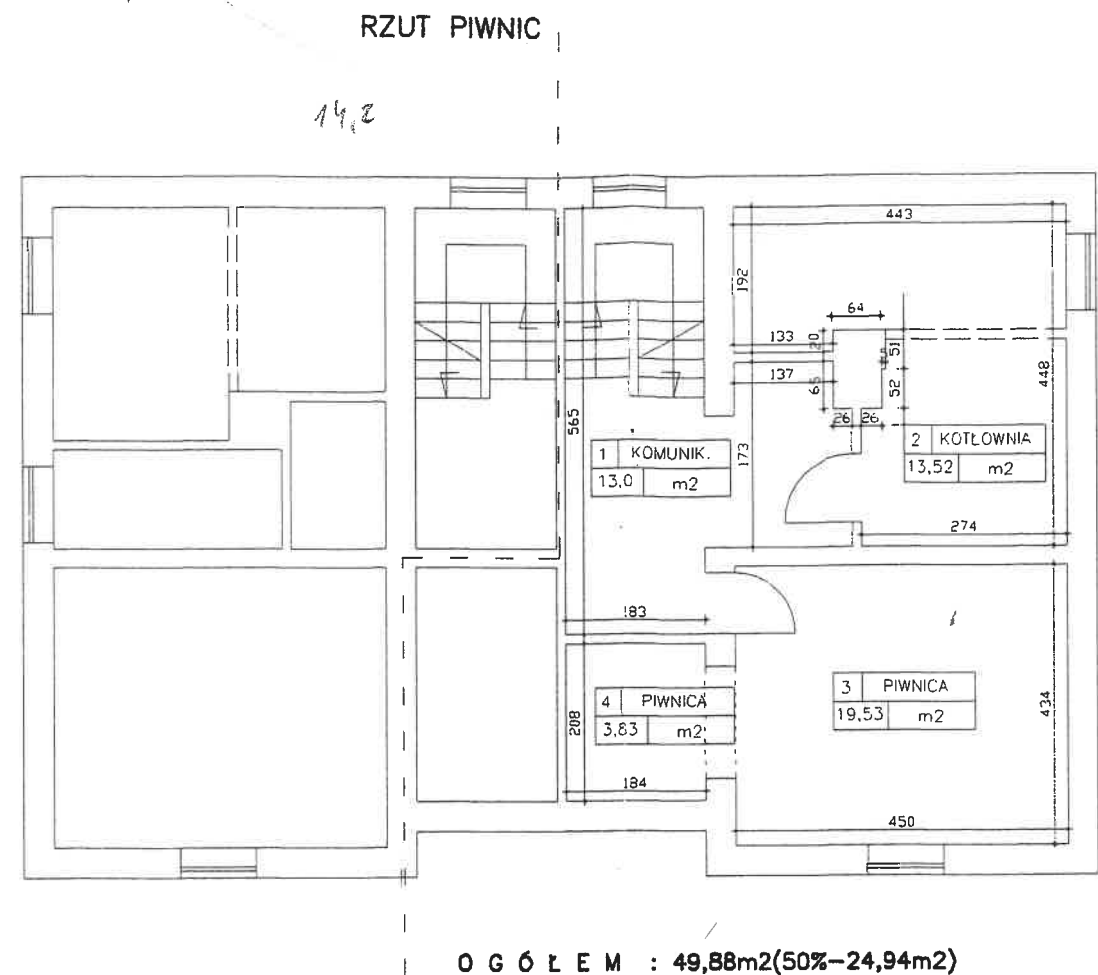 RZUT PIWNIC
14,2
443
192
64
133
20
51
137
65
52
448
26 26
565
1 KOMUNIK.
13,0 m2
173
2 KOTŁOWNIA
13,52 m2
274
183
4 PIWNICA
3,83 m2
3 PIWNICA
19,53 m2
434
208
184
450
O G Ó Ł E M : 49,88m2(50%-24,94m2)